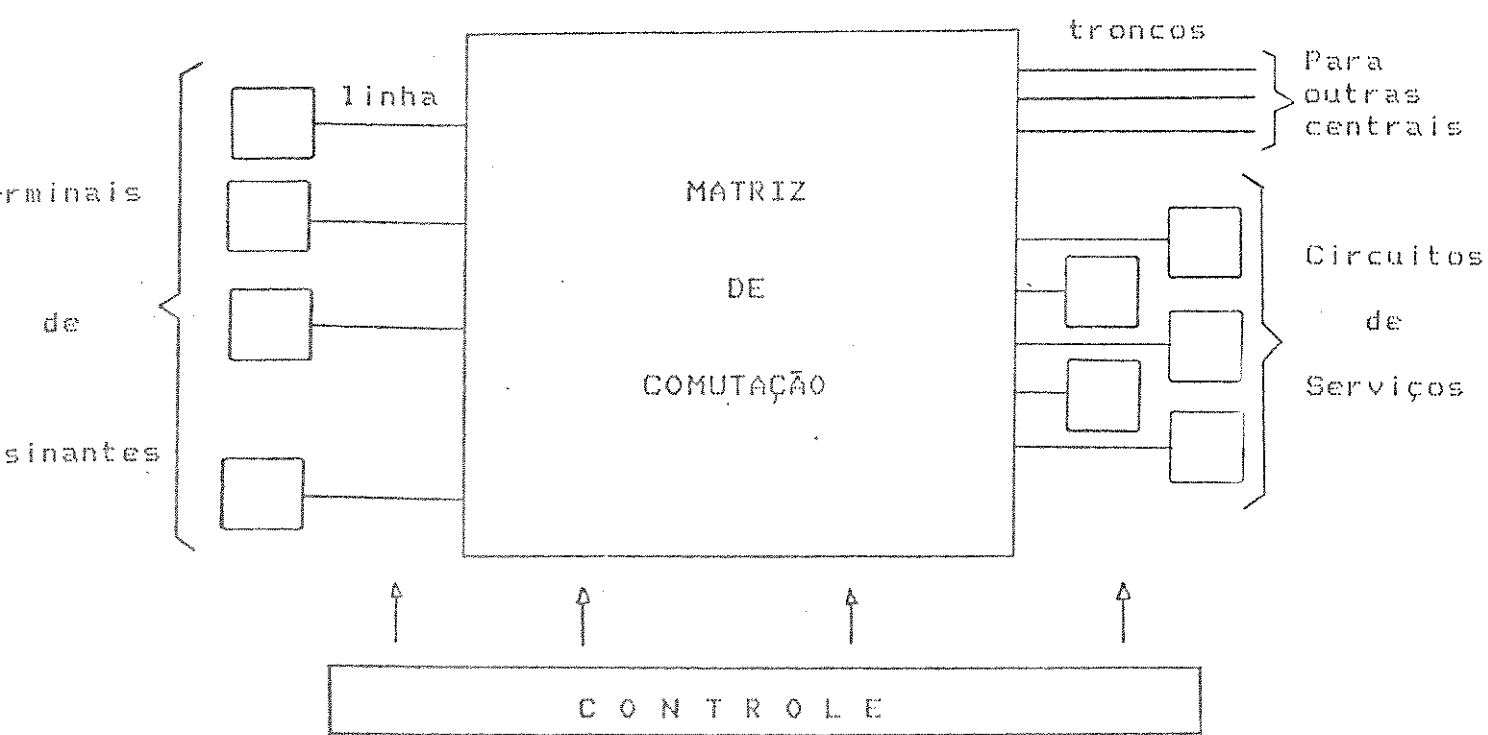 troncos
Para
outras
centrais
linha
rminais
de
sinantes
MATRIZ
DE
COMUTAÇÃO
Circuitos
de
Serviços
C O N T R O L E